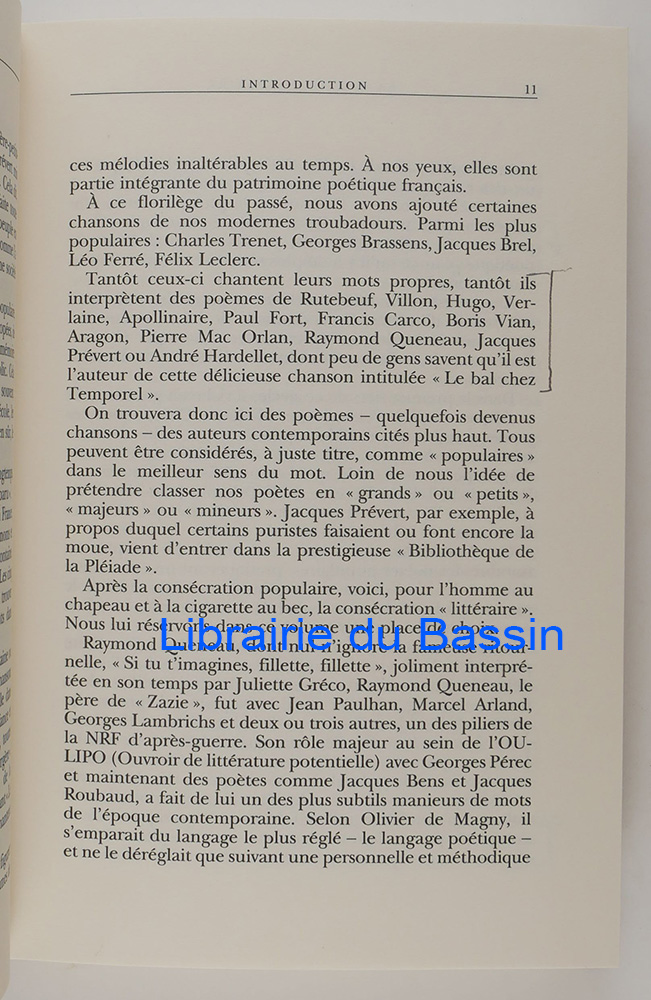 INTRODUCTION 11
ces mélodies inaltérables au temps. À nos yeux, elles sont
partie intégrante du patrimoine poétique français.
À ce florilège du passé, nous avons ajouté certaines
chansons de nos modernes troubadours. Parmi les plus
populaires : Charles Trenet, Georges Brassens, Jacques Brel,
Léo Ferré, Félix Leclerc.
Tantôt ceux-ci chantent leurs mots propres, tantôt ils
interprètent des poèmes de Rutebeuf, Villon, Hugo, Ver-
laine, Apollinaire, Paul Fort, Francis Carco, Boris Vian,
Aragon, Pierre Mac Orlan, Raymond Queneau, Jacques
Prévert ou André Hardellet, dont peu de gens savent qu'il est
l'auteur de cette délicieuse chanson intitulée « Le bal chez
Temporel ».
On trouvera donc ici des poèmes – quelquefois devenus
chansons – des auteurs contemporains cités plus haut. Tous
peuvent être considérés, à juste titre, comme « populaires »
dans le meilleur sens du mot. Loin de nous l'idée de
prétendre classer nos poètes en « grands » ou « petits »,
« majeurs » ou « mineurs ». Jacques Prévert, par exemple, à
propos duquel certains puristes faisaient ou font encore la
moue, vient d'entrer dans la prestigieuse « Bibliothèque de
la Pléiade ».
Après la consécration populaire, voici, pour l'homme au
chapeau et à la cigarette au bec, la consécration « littéraire ».
Nous lui réservons dans ce volume une place de choix.
Librairie du Bassin
Raymond Queneau, dont nul n'ignore la fameuse ritour-
nelle, « Si tu t'imagines, fillette, fillette », joliment interpré-
tée en son temps par Juliette Gréco, Raymond Queneau, le
père de « Zazie », fut avec Jean Paulhan, Marcel Arland,
Georges Lambrichs et deux ou trois autres, un des piliers de
la NRF d'après-guerre. Son rôle majeur au sein de l'OU-
LIPO (Ouvroir de littérature potentielle) avec Georges Pérec
et maintenant des poètes comme Jacques Bens et Jacques
Roubaud, a fait de lui un des plus subtils manieurs de mots
de l'époque contemporaine. Selon Olivier de Magny, il
s'emparait du langage le plus réglé – le langage poétique –
et ne le déréglait que suivant une personnelle et méthodique